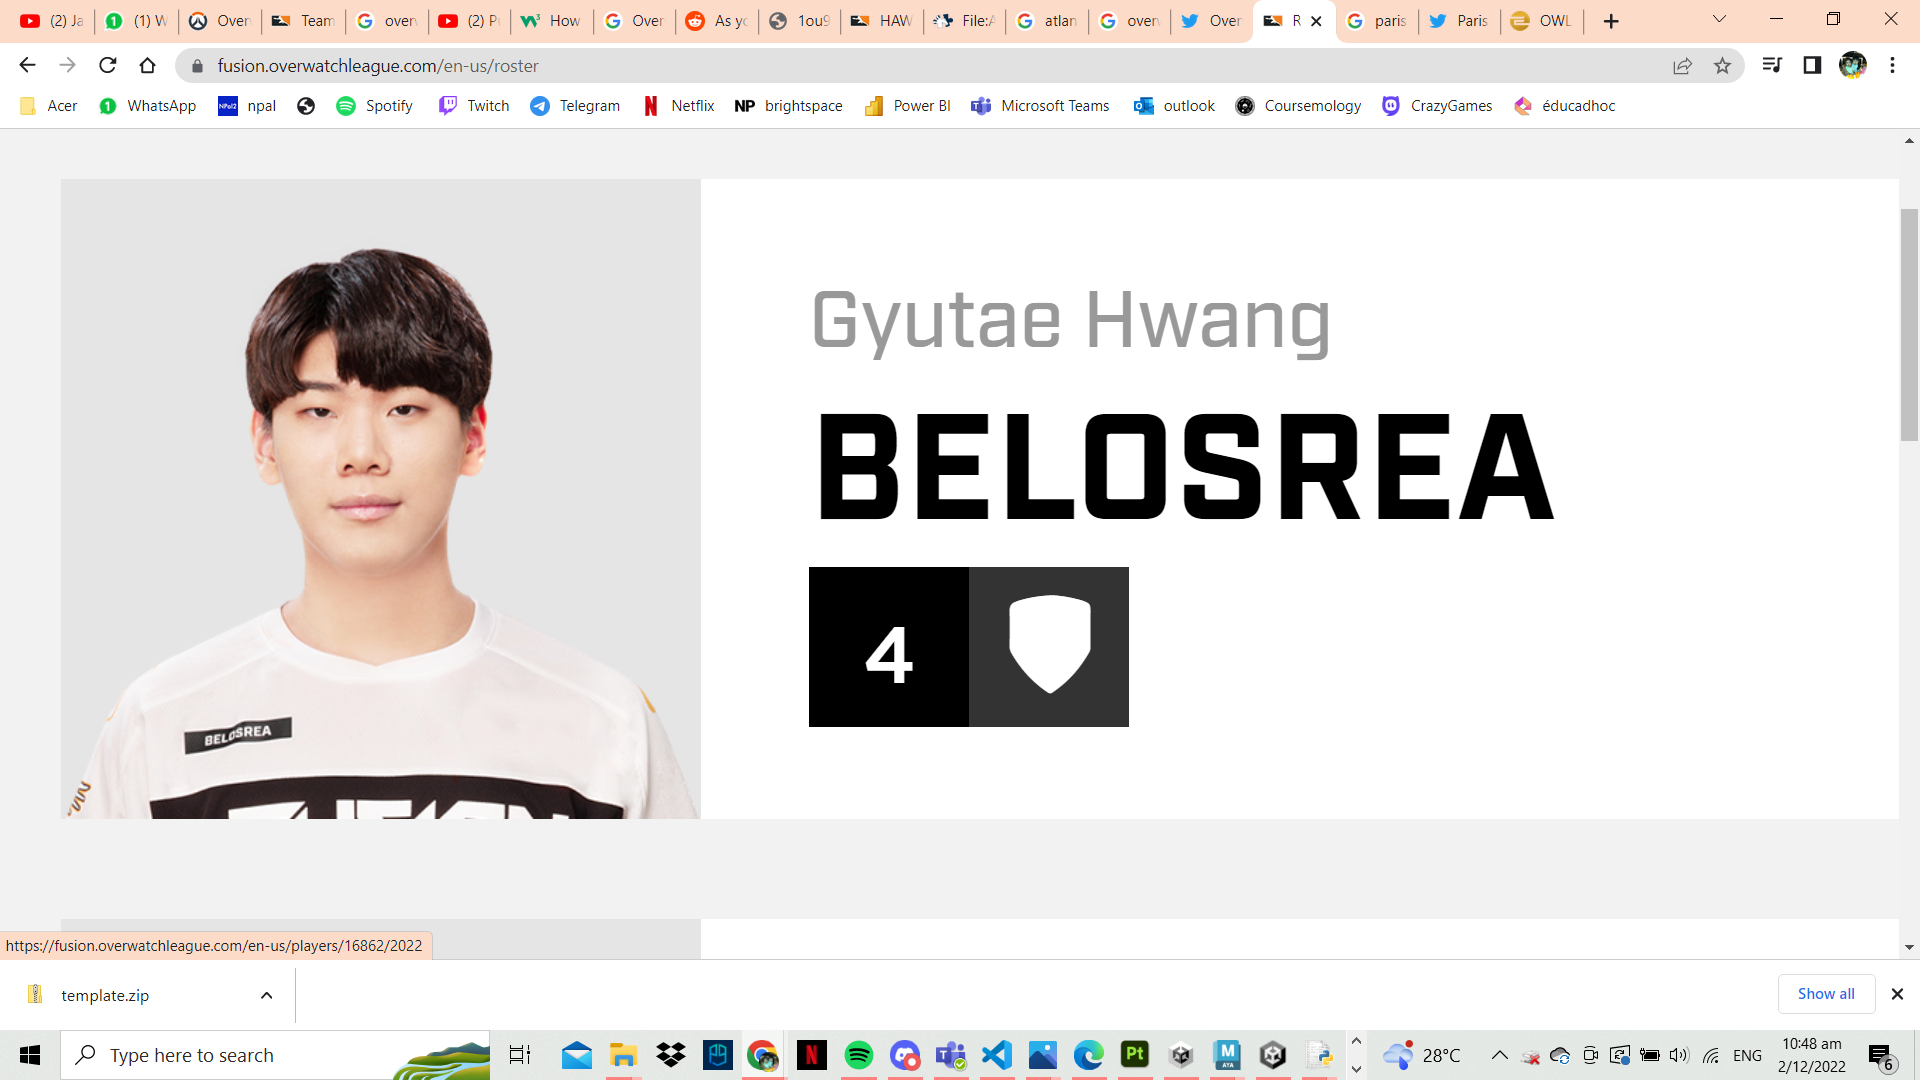 (2) Ja
(1) W
Over
Team
over
(2) P
How
Over
As yo
1ou9
HAW
File:A
atlan
over
Over
R
paris
Paris
OWL
fusion.overwatchleague.com/en-us/roster
Acer
WhatsApp
npal
Spotify
Twitch
Telegram
Netflix
NP brightspace
Power BI
Microsoft Teams
outlook
Coursemology
CrazyGames
éducadhoc
Gyutae Hwang
BELOSREA
4
BELOSREA
https://fusion.overwatchleague.com/en-us/players/16862/2022
template.zip
Show all
Type here to search
28°C
ENG
10:48 am
2/12/2022
6